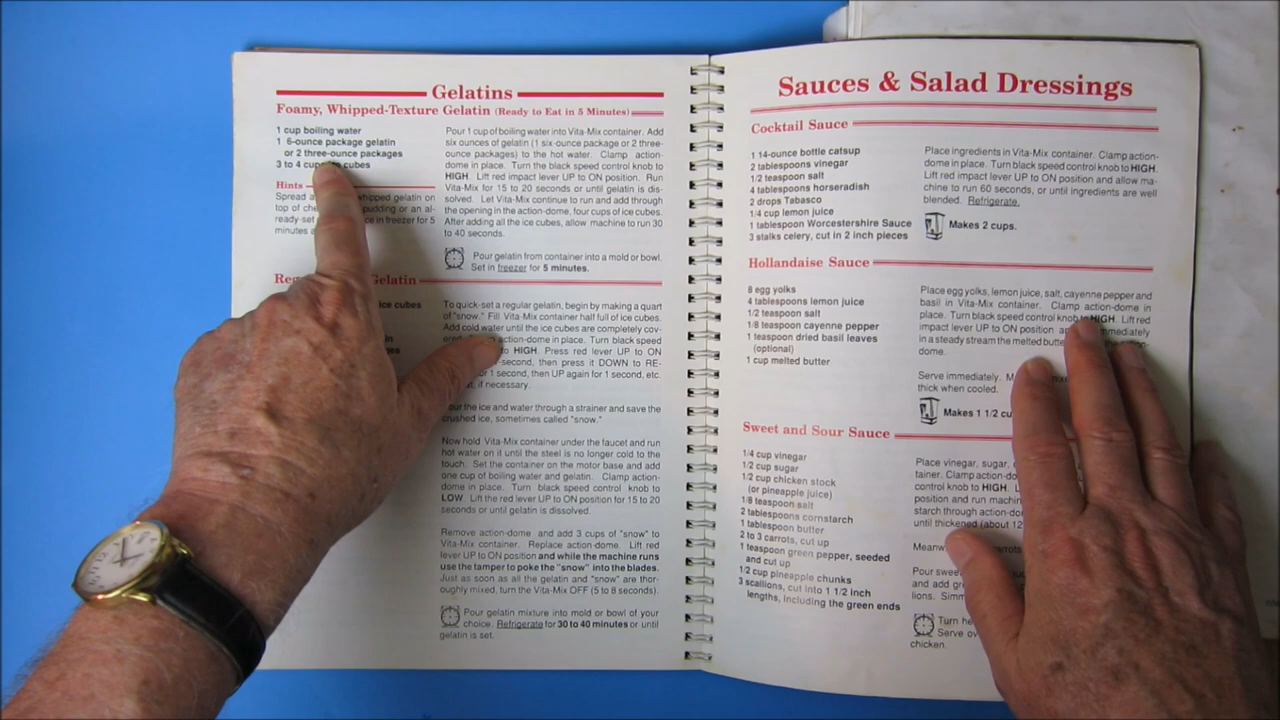 Gelatins
Foamy, Whipped-Texture Gelatin (Ready to Eat in 5 Minutes)
1 cup boiling water
1 6-ounce package gelatin
or 2 three-ounce packages
3 to 4 cups cubes
Hints
Spread a whipped gelatin on
top of pudding or an al-
ready-set in freezer for 5
minutes
Pour 1 cup of boiling water into Vita-Mix container. Add
six ounces of gelatin (1 six-ounce package or 2 three-
ounce packages) to the hot water. Clamp action-
dome in place. Turn the black speed control knob to
HIGH. Lift red impact lever UP to ON position. Run
Vita-Mix for 15 to 20 seconds or until gelatin is dis-
solved. Let Vita-Mix continue to run and add through
the opening in the action-dome, four cups of ice cubes.
After adding all the ice cubes, allow machine to run 30
to 40 seconds.
Pour gelatin from container into a mold or bowl.
Set in freezer for 5 minutes.
Gelatin
ice cubes
To quick-set a regular gelatin, begin by making a quart
of "snow." Fill Vita-Mix container half full of ice cubes.
Add cold water until the ice cubes are completely cov-
action-dome in place. Turn black speed
to HIGH. Press red lever UP to ON
second, then press it DOWN to RE-
1 second, then UP again for 1 second, etc.
if necessary.
the ice and water through a strainer and save the
crushed ice, sometimes called "snow."
Now hold Vita-Mix container under the faucet and run
hot water on it until the steel is no longer cold to the
touch. Set the container on the motor base and add
one cup of boiling water and gelatin. Clamp action-
dome in place. Turn black speed control knob to
LOW. Lift the red lever UP to ON position for 15 to 20
seconds or until gelatin is dissolved.
Remove action-dome and add 3 cups of "snow" to
Vita-Mix container. Replace action-dome. Lift red
lever UP to ON position and while the machine runs
use the tamper to poke the "snow" into the blades.
Just as soon as all the gelatin and "snow" are thor-
oughly mixed, turn the Vita-Mix OFF (5 to 8 seconds).
Pour gelatin mixture into mold or bowl of your
choice. Refrigerate for 30 to 40 minutes or until
gelatin is set.
Sauces & Salad Dressings
Cocktail Sauce
1 14-ounce bottle catsup
2 tablespoons vinegar
1/2 teaspoon salt
4 tablespoons horseradish
2 drops Tabasco
1/4 cup lemon juice
1 tablespoon Worcestershire Sauce
3 stalks celery, cut in 2 inch pieces
Place ingredients in Vita-Mix container. Clamp action-
dome in place. Turn black speed control knob to HIGH.
Lift red impact lever UP to ON position and allow ma-
chine to run 60 seconds, or until ingredients are well
blended. Refrigerate.
Makes 2 cups.
Hollandaise Sauce
8 egg yolks
4 tablespoons lemon juice
1/2 teaspoon salt
1/8 teaspoon cayenne pepper
1 teaspoon dried basil leaves
(optional)
1 cup melted butter
Place egg yolks, lemon juice, salt, cayenne pepper and
basil in Vita-Mix container. Clamp action-dome in
place. Turn black speed control knob to HIGH. Lift red
impact lever UP to ON position and immediately
in a steady stream the melted butter
dome.
Serve immediately.
thick when cooled.
Makes 1 1/2
Sweet and Sour Sauce
1/4 cup vinegar
1/2 cup sugar
1/2 cup chicken stock
(or pineapple juice)
1/8 teaspoon salt
2 tablespoons cornstarch
1 tablespoon butter
2 to 3 carrots, cut up
1 teaspoon green pepper, seeded
and cut up
1/2 cup pineapple chunks
3 scallions, cut into 1 1/2 inch
lengths, including the green ends
Place vinegar, sugar,
tainer. Clamp action-
control knob to HIGH.
position and run machine
starch through action-
until thickened (about 12
carrots
Pour sweet
and add
lions.
Turn
Serve
chicken.